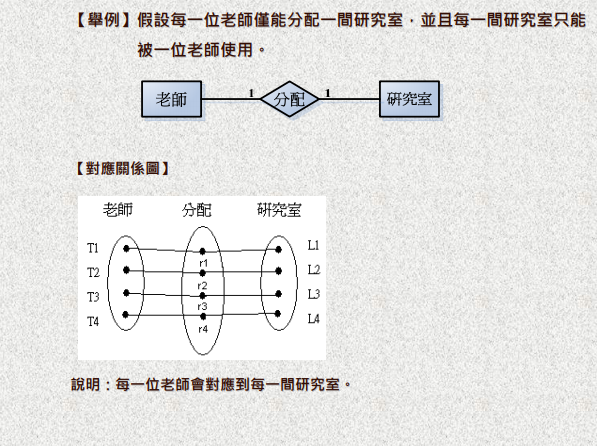 【舉例】假設每一位老師僅能分配一間研究室，並且每一間研究室只能
被一位老師使用。
老師 1 分配 1 研究室
【對應關係圖】
老師 分配 研究室
T1 r1 L1
T2 r2 L2
T3 r3 L3
T4 r4 L4
說明：每一位老師會對應到每一間研究室。